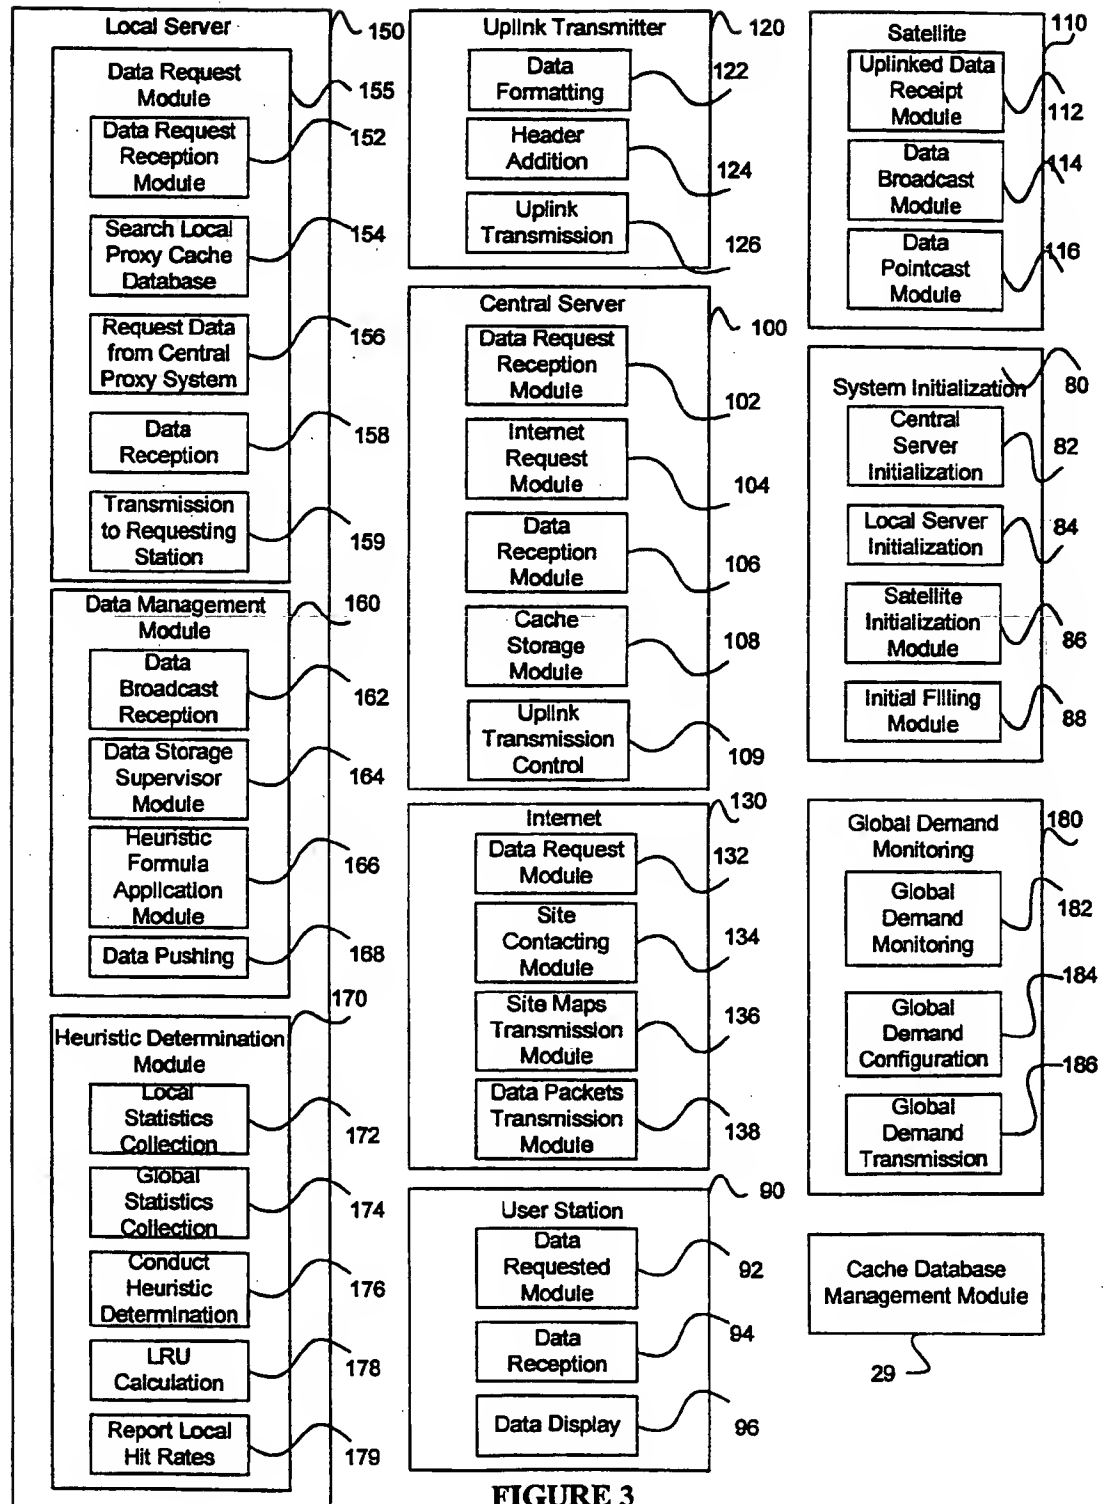 Local Server
150
Data Request
Module
155
Data Request
Reception
Module
152
Search Local
Proxy Cache
Database
154
Request Data
from Central
Proxy System
156
Data
Reception
158
Transmission
to Requesting
Station
159
Data Management
Module
160
Data
Broadcast
Reception
162
Data Storage
Supervisor
Module
164
Heuristic
Formula
Application
Module
166
Data Pushing
168
170
Heuristic Determination
Module
Local
Statistics
Collection
172
Global
Statistics
Collection
174
Conduct
Heuristic
Determination
176
LRU
Calculation
178
Report Local
Hit Rates
179
Uplink Transmitter
120
Data
Formatting
122
Header
Addition
124
Uplink
Transmission
126
Central Server
100
Data Request
Reception
Module
102
Internet
Request
Module
104
Data
Reception
Module
106
Cache
Storage
Module
108
Uplink
Transmission
Control
109
Internet
130
Data Request
Module
132
Site
Contacting
Module
134
Site Maps
Transmission
Module
136
Data Packets
Transmission
Module
138
User Station
90
Data
Requested
Module
92
Data
Reception
94
Data Display
96
Satellite
110
Uplinked Data
Receipt
Module
112
Data
Broadcast
Module
114
Data
Pointcast
Module
116
System Initialization
80
Central
Server
Initialization
82
Local Server
Initialization
84
Satellite
Initialization
Module
86
Initial Filling
Module
88
Global Demand
Monitoring
180
Global
Demand
Monitoring
182
Global
Demand
Configuration
184
Global
Demand
Transmission
186
Cache Database
Management Module
29
FIGURE 3